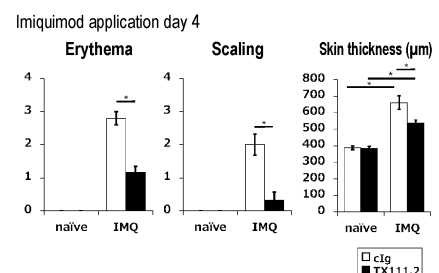 Imiquimod application day 4
Erythema
Scaling
Skin thickness (µm)
4
3
2
1
0
*
naïve
IMQ
4
3
2
1
0
*
naïve
IMQ
800
700
600
500
400
300
200
100
0
*
*
*
naïve
IMQ
cIg
TX111.2